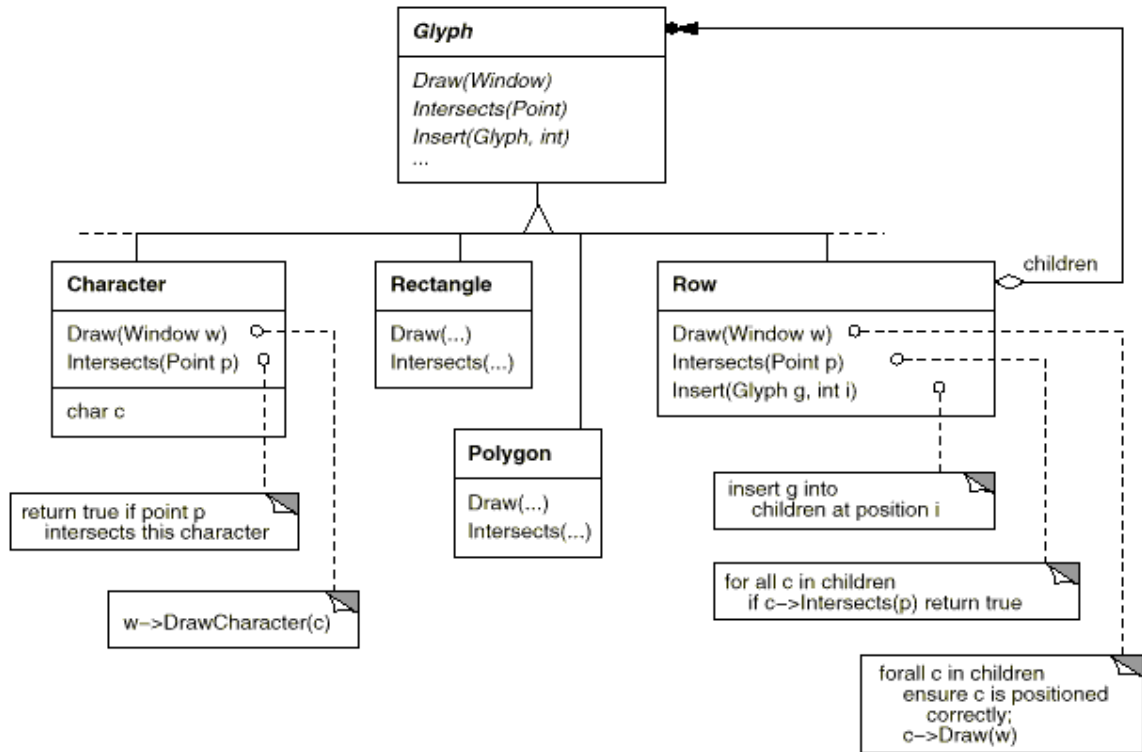 Glyph
Draw(Window)
Intersects(Point)
Insert(Glyph, int)
...
children
Character
Draw(Window w)
Intersects(Point p)
char c
Rectangle
Draw(...)
Intersects(...)
Row
Draw(Window w)
Intersects(Point p)
Insert(Glyph g, int i)
Polygon
Draw(...)
Intersects(...)
return true if point p
intersects this character
w->DrawCharacter(c)
insert g into
children at position i
for all c in children
if c->Intersects(p) return true
forall c in children
ensure c is positioned
correctly;
c->Draw(w)